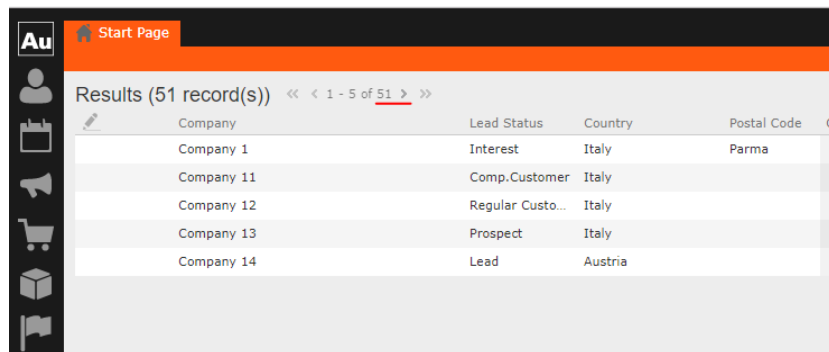 Au
Start Page
Results (51 record(s)) « < 1 - 5 of 51 > »
Company Lead Status Country Postal Code
Company 1 Interest Italy Parma
Company 11 Comp.Customer Italy
Company 12 Regular Custo... Italy
Company 13 Prospect Italy
Company 14 Lead Austria